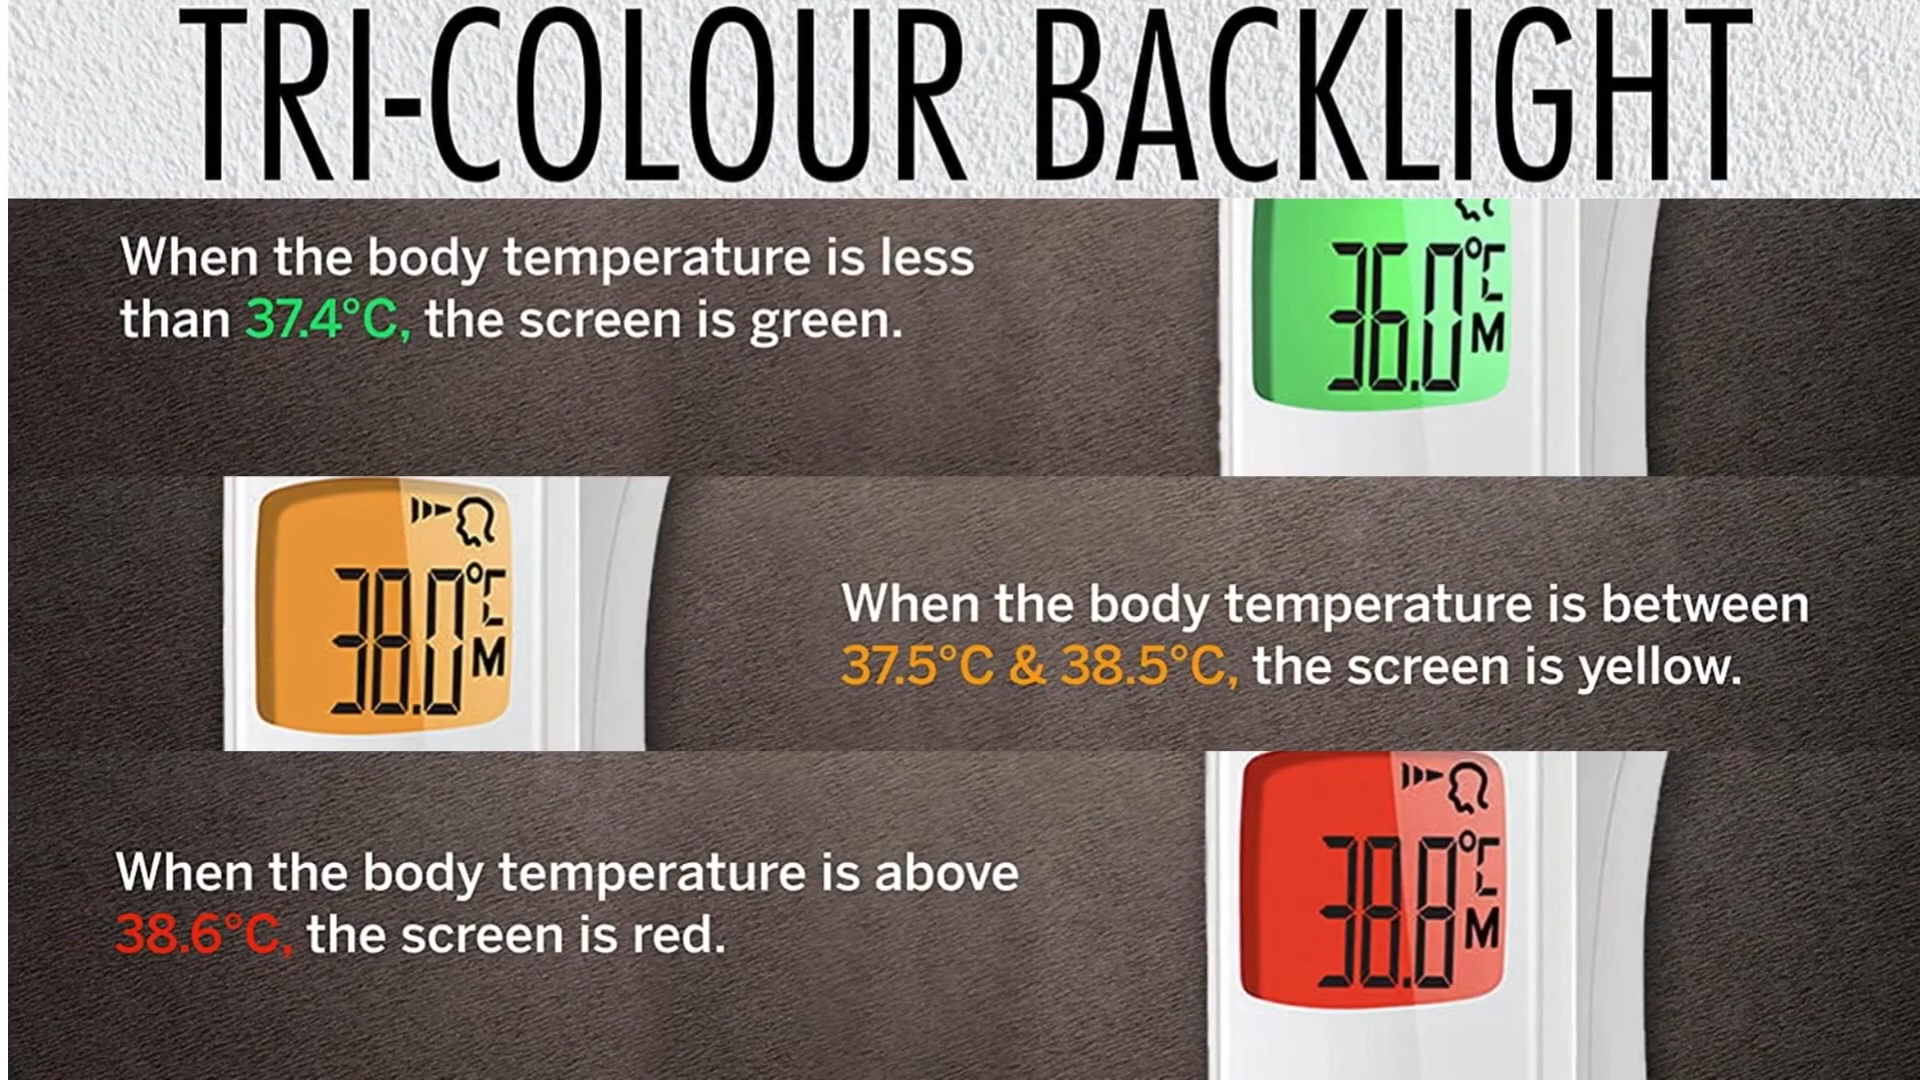 TRI-COLOUR BACKLIGHT
When the body temperature is less
than 37.4°C, the screen is green.
36.0°C
M
38.0°C
M
When the body temperature is between
37.5°C & 38.5°C, the screen is yellow.
When the body temperature is above
38.6°C, the screen is red.
38.8°C
M